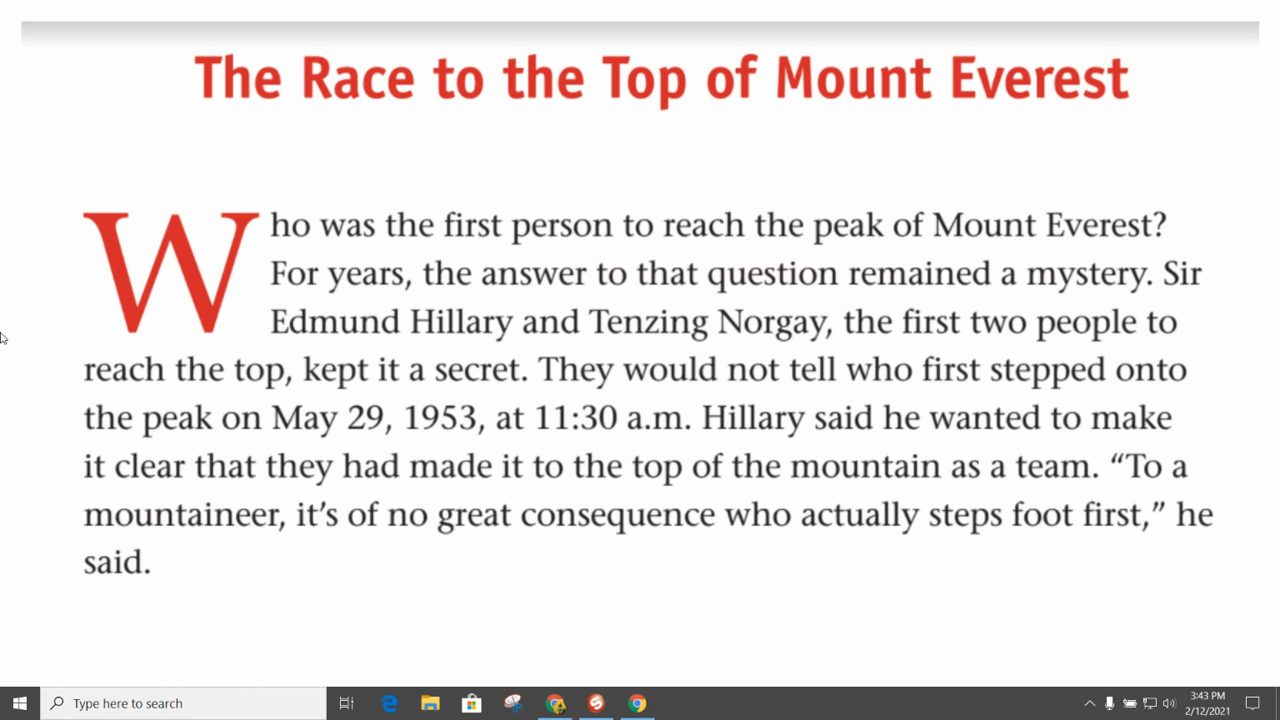 The Race to the Top of Mount Everest
Who was the first person to reach the peak of Mount Everest?
For years, the answer to that question remained a mystery. Sir
Edmund Hillary and Tenzing Norgay, the first two people to
reach the top, kept it a secret. They would not tell who first stepped onto
the peak on May 29, 1953, at 11:30 a.m. Hillary said he wanted to make
it clear that they had made it to the top of the mountain as a team. “To a
mountaineer, it’s of no great consequence who actually steps foot first,” he
said.
Type here to search
3:43 PM
2/12/2021